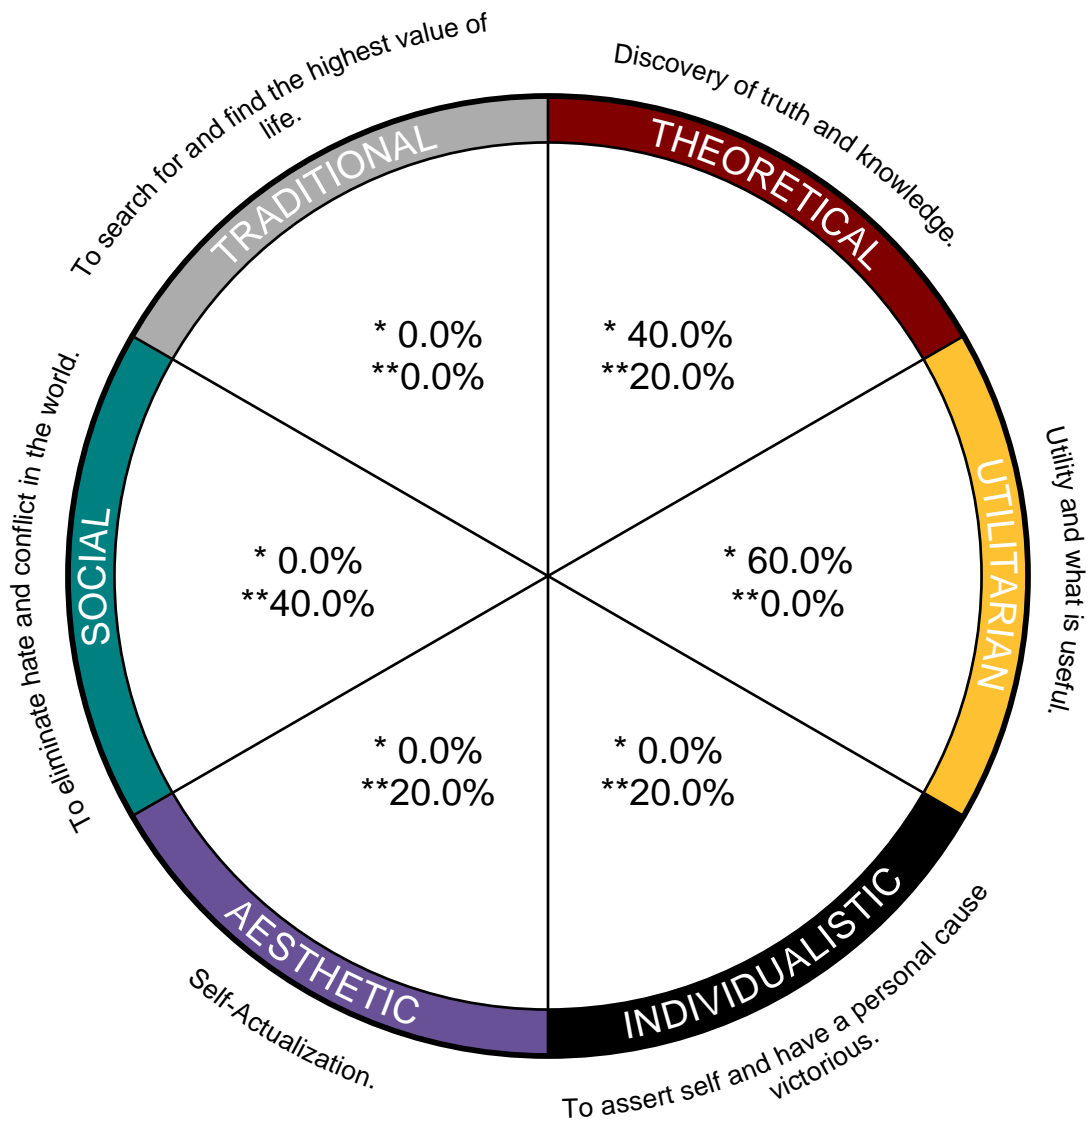 To search for and find the highest value of
life.
Discovery of truth and knowledge.
TRADITIONAL
THEORETICAL
* 0.0%
**0.0%
* 40.0%
**20.0%
To eliminate hate and conflict in the world.
SOCIAL
* 0.0%
**40.0%
* 60.0%
**0.0%
UTILITARIAN
Utility and what is useful.
* 0.0%
**20.0%
* 0.0%
**20.0%
AESTHETIC
INDIVIDUALISTIC
Self-Actualization.
To assert self and have a personal cause
victorious.